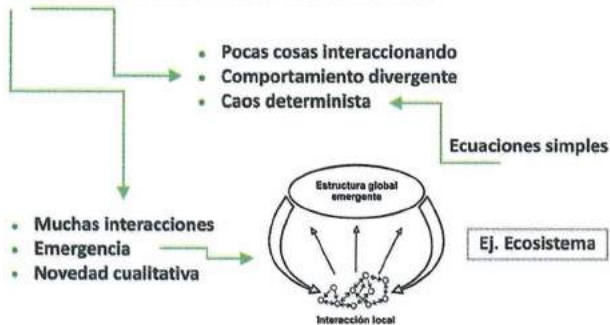 • Pocas cosas interaccionando
• Comportamiento divergente
• Caos determinista
Ecuaciones simples
Estructura global
emergente
• Muchas interacciones
• Emergencia
• Novedad cualitativa
Ej. Ecosistema
Interacción local